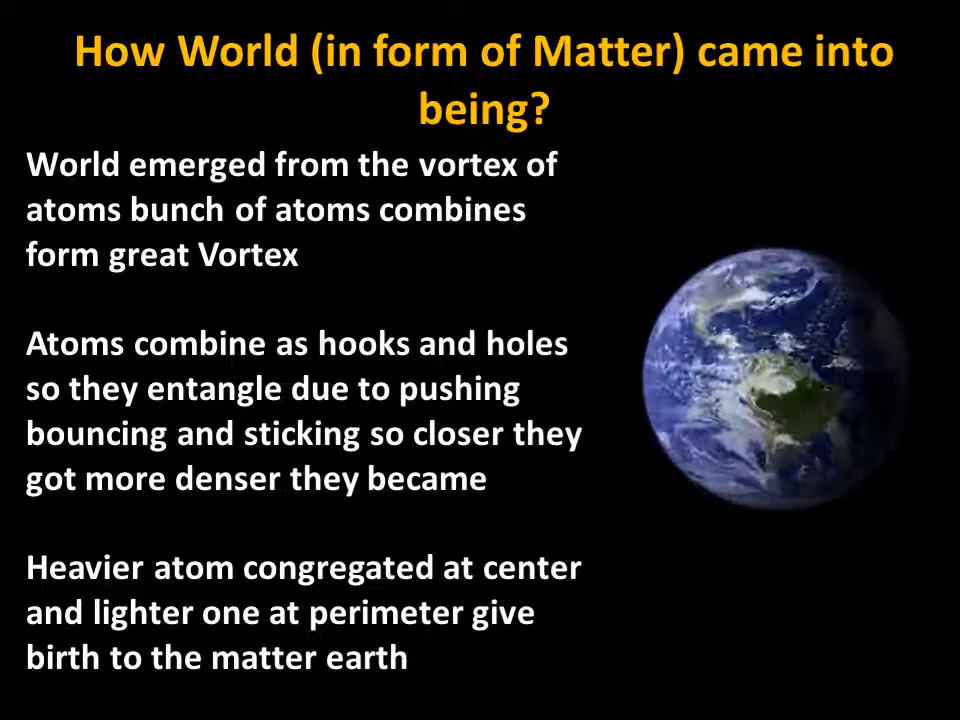 How World (in form of Matter) came into
being?
World emerged from the vortex of
atoms bunch of atoms combines
form great Vortex
Atoms combine as hooks and holes
so they entangle due to pushing
bouncing and sticking so closer they
got more denser they became
Heavier atom congregated at center
and lighter one at perimeter give
birth to the matter earth